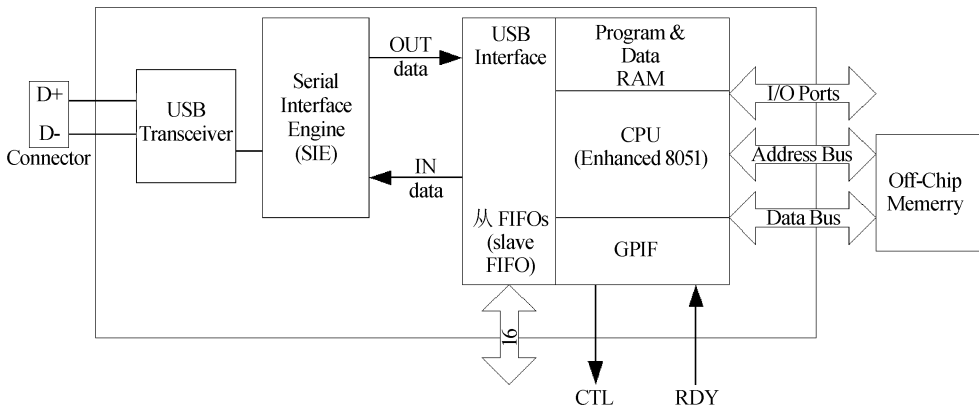 D+
D-
Connector
USB
Transceiver
Serial
Interface
Engine
(SIE)
OUT
data
IN
data
USB
Interface
从 FIFOs
(slave
FIFO)
Program &
Data
RAM
CPU
(Enhanced 8051)
GPIF
I/O Ports
Address Bus
Data Bus
Off-Chip
Memerry
16
CTL
RDY